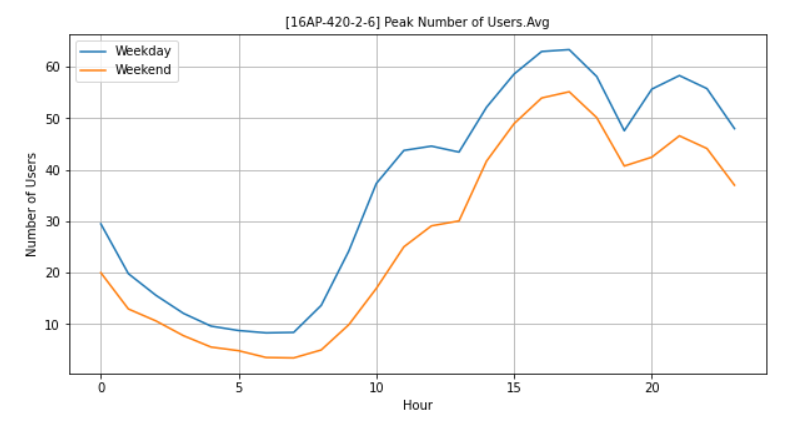 [16AP-420-2-6] Peak Number of Users.Avg
Weekday
Weekend
60
50
40
30
20
10
Number of Users
0 5 10 15 20
Hour